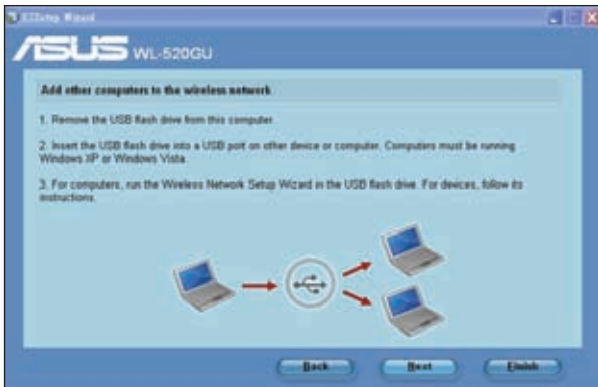 EZSetup Wizard
ASUS WL-520GU
Add other computers to the wireless network
1. Remove the USB flash drive from this computer.
2. Insert the USB flash drive into a USB port on other device or computer. Computers must be running
Windows XP or Windows Vista.
3. For computers, run the Wireless Network Setup Wizard in the USB flash drive. For devices, follow its
instructions.
Back Next Finish